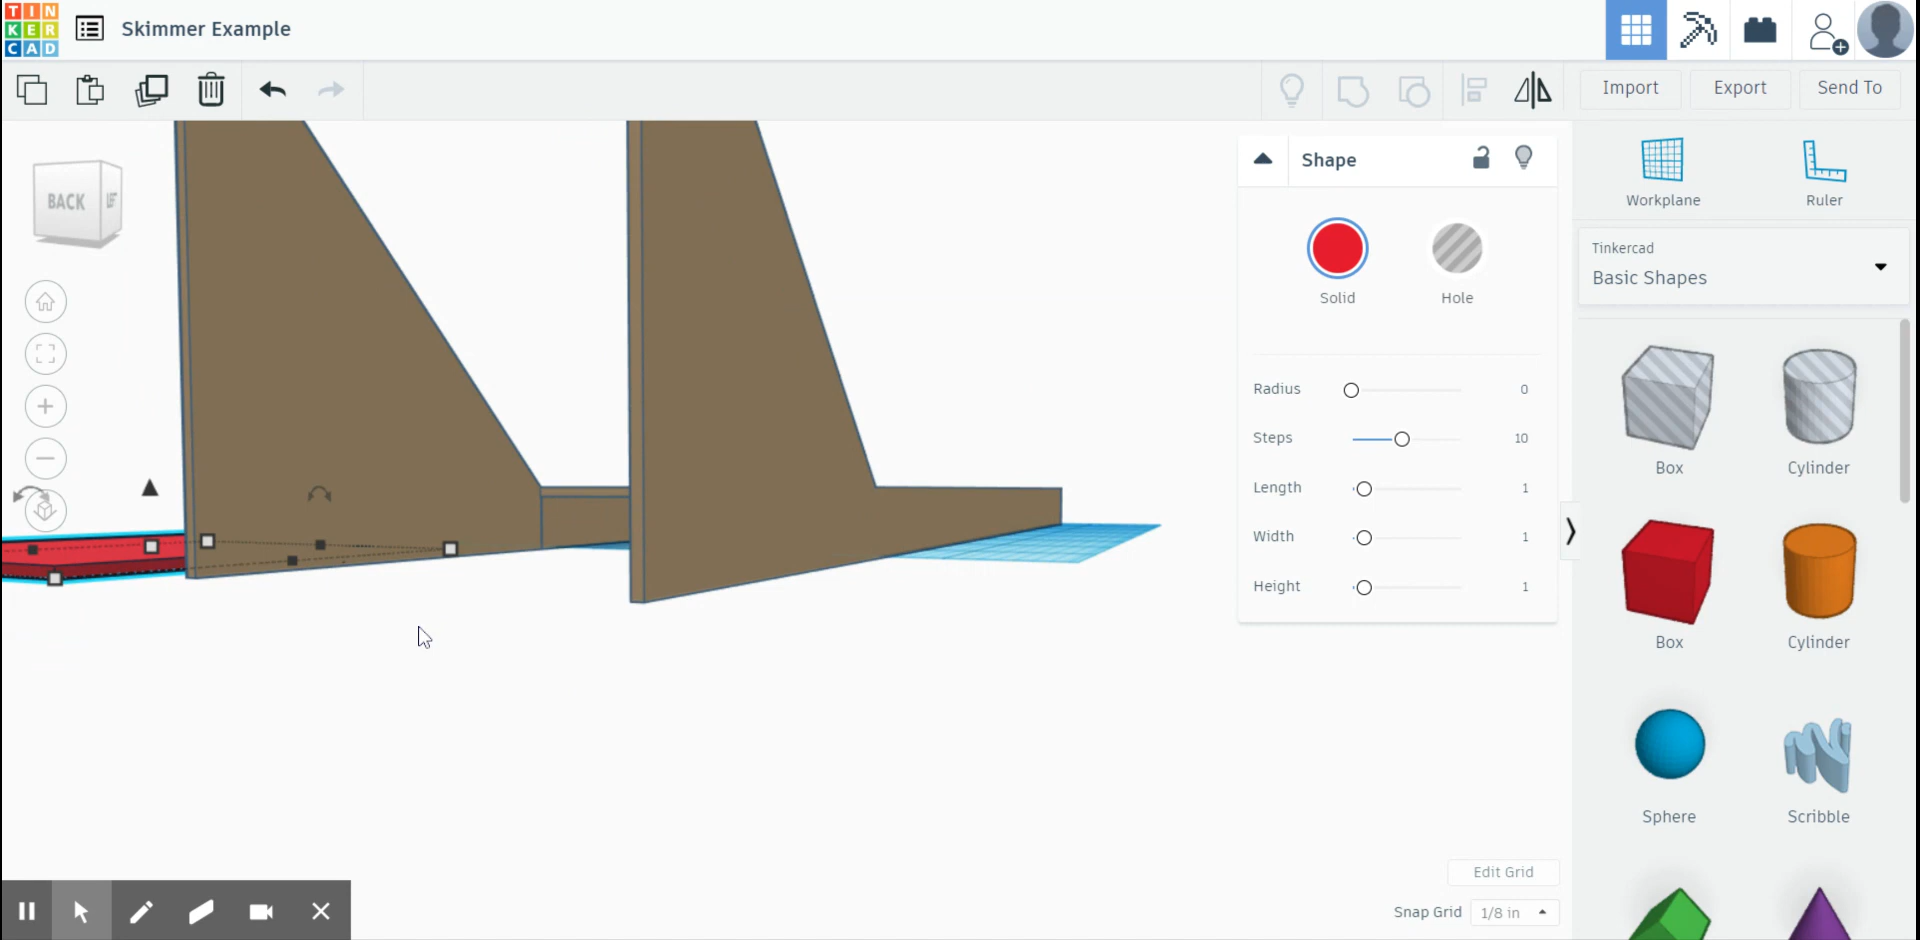 TIN
KER
CAD
Skimmer Example
Import
Export
Send To
BACK
LEFT
Shape
Solid
Hole
Radius 0
Steps 10
Length 1
Width 1
Height 1
Workplane
Ruler
Tinkercad
Basic Shapes
Box
Cylinder
Box
Cylinder
Sphere
Scribble
Edit Grid
Snap Grid 1/8 in